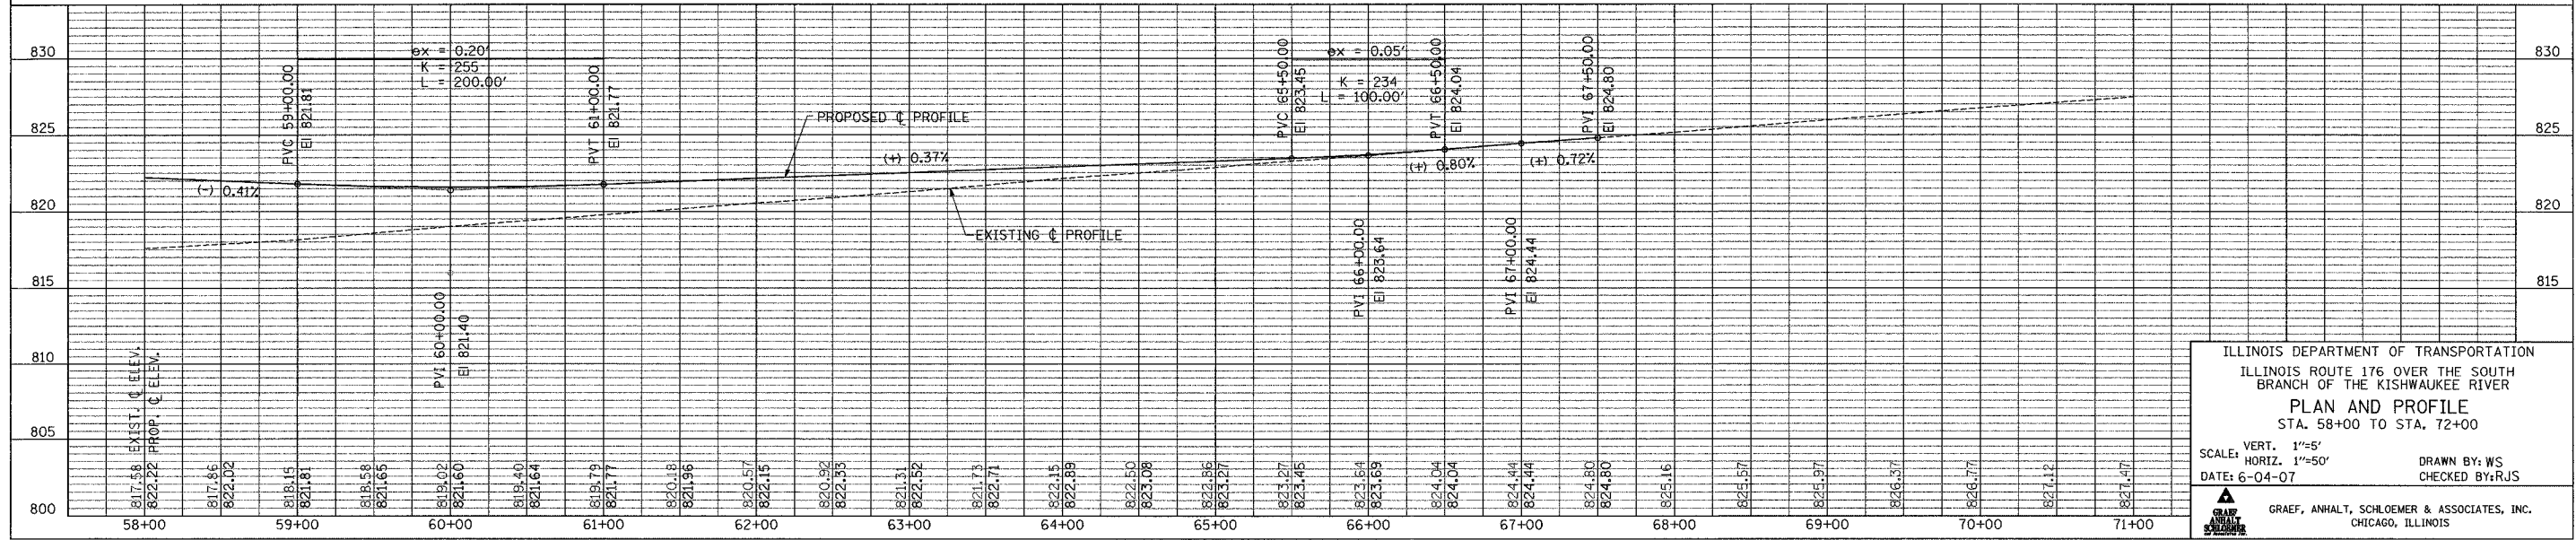 830
825
820
815
810
805
800
830
825
820
815
PVC 59+00.00
El 821.81
ex = 0.20'
K = 255
L = 200.00'
PVT 61+00.00
El 821.77
PROPOSED ℄ PROFILE
(-) 0.41%
(+) 0.37%
PVC 65+50.00
El 823.45
ex = 0.05'
K = 234
L = 100.00'
PVT 66+50.00
El 824.04
PVI 67+50.00
El 824.80
(+) 0.80%
(+) 0.72%
EXISTING ℄ PROFILE
PVI 60+00.00
El 821.40
PVI 66+00.00
El 823.64
PVI 67+00.00
El 824.44
EXIST. ℄ ELEV.
PROP. ℄ ELEV.
817.58
822.22
817.86
822.02
818.15
821.81
818.58
821.65
819.02
821.60
819.40
821.64
819.79
821.77
820.18
821.96
820.57
822.15
820.92
822.33
821.31
822.52
821.73
822.71
822.15
822.89
822.50
823.08
822.86
823.27
823.27
823.45
823.64
823.69
824.04
824.04
824.44
824.44
824.80
824.80
825.16
825.57
825.97
826.37
826.77
827.12
827.47
58+00
59+00
60+00
61+00
62+00
63+00
64+00
65+00
66+00
67+00
68+00
69+00
70+00
71+00
ILLINOIS DEPARTMENT OF TRANSPORTATION
ILLINOIS ROUTE 176 OVER THE SOUTH
BRANCH OF THE KISHWAUKEE RIVER
PLAN AND PROFILE
STA. 58+00 TO STA. 72+00
SCALE: VERT. 1"=5'
HORIZ. 1"=50'
DRAWN BY: WS
DATE: 6-04-07
CHECKED BY:RJS
GRAEF
ANHALT
SCHLOEMER
GRAEF, ANHALT, SCHLOEMER & ASSOCIATES, INC.
CHICAGO, ILLINOIS